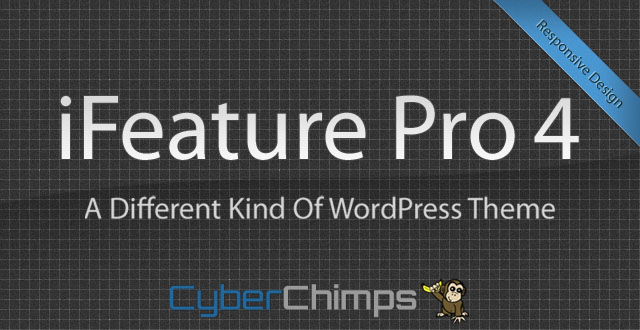 Responsive Design
iFeature Pro 4
A Different Kind Of WordPress Theme
CyberChimps